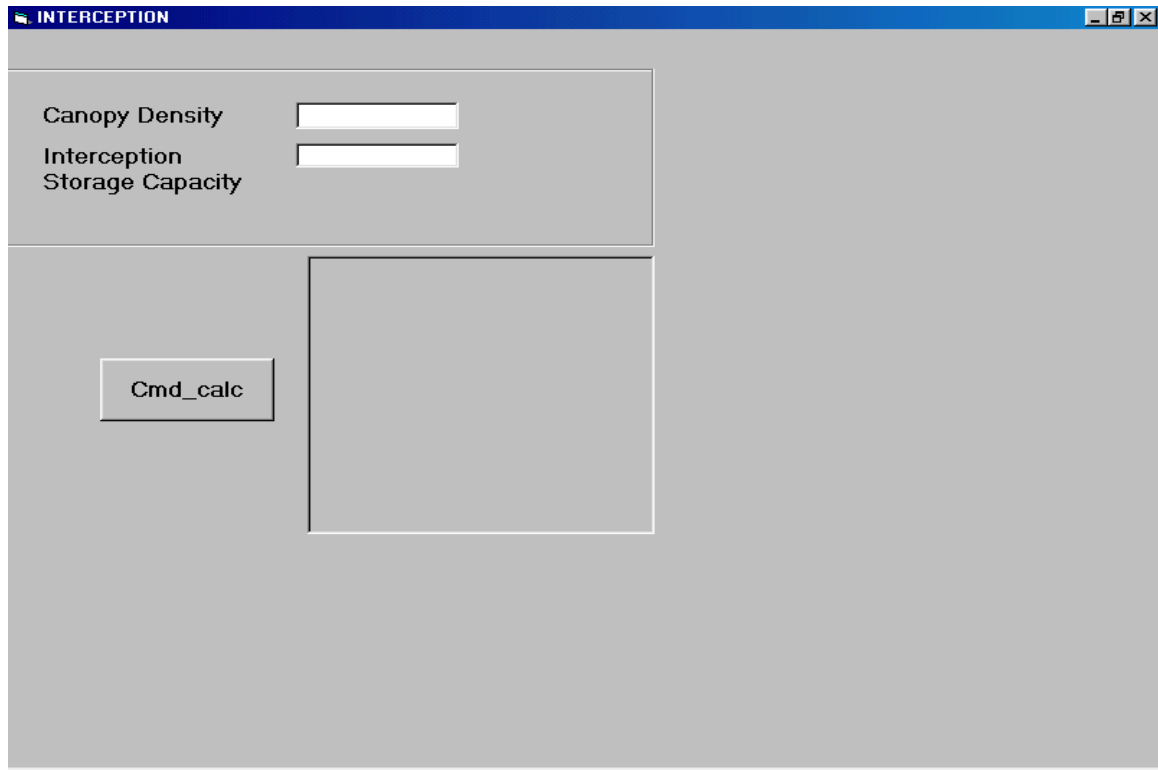 INTERCEPTION
Canopy Density
Interception
Storage Capacity
Cmd_calc